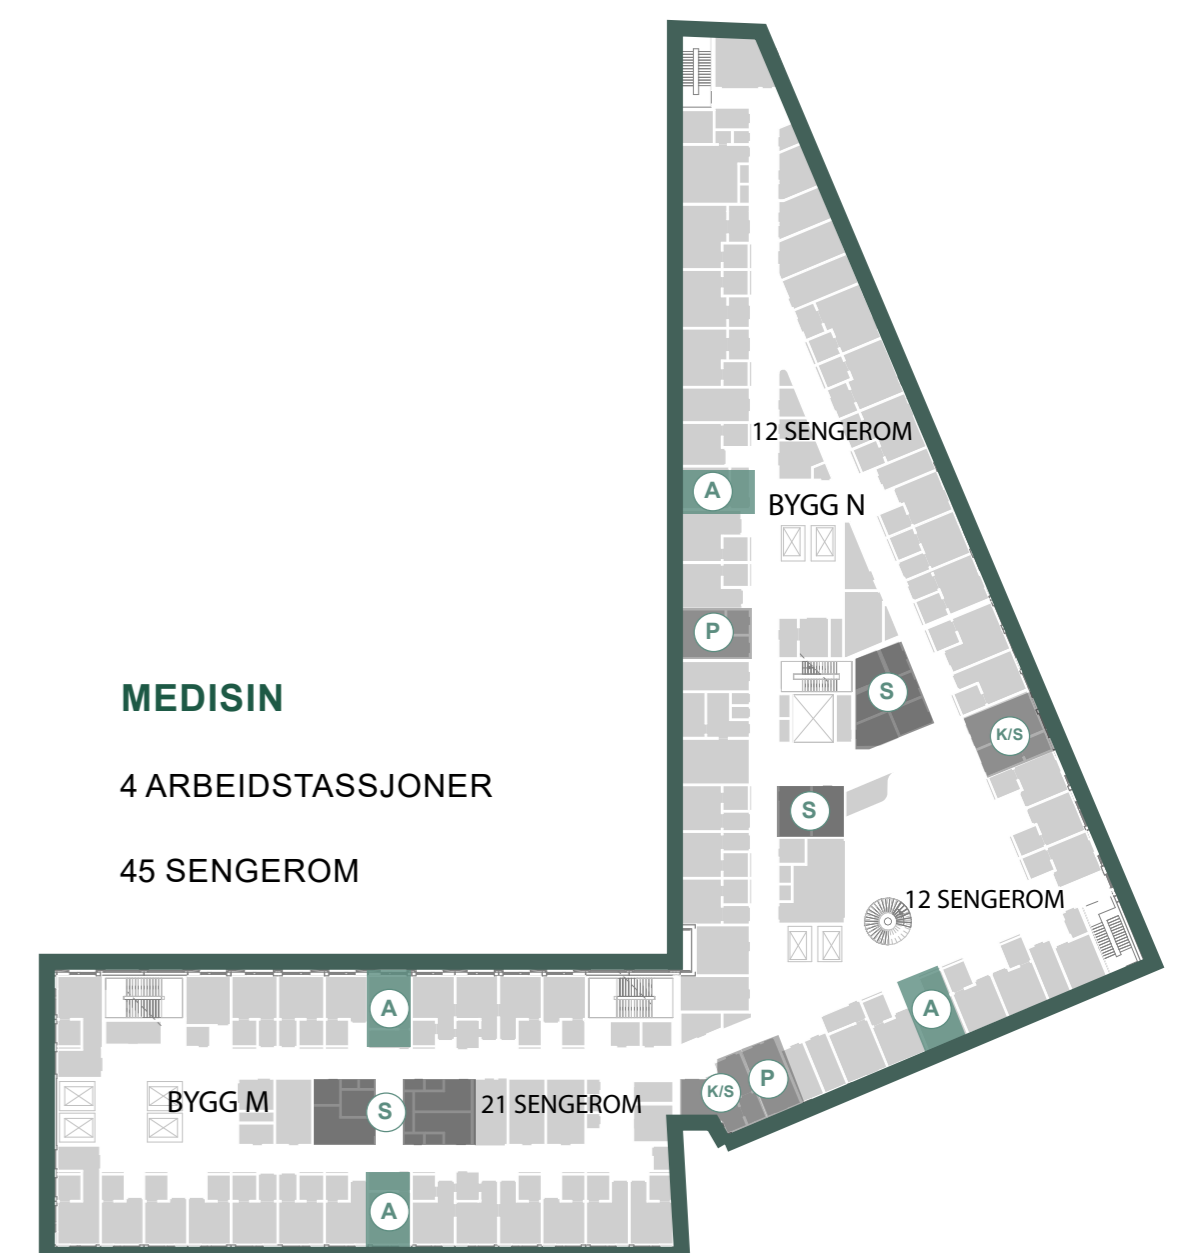 12 SENGEROM
A
BYGG N
P
MEDISIN
S
K/S
4 ARBEIDSTASSJONER
S
45 SENGEROM
12 SENGEROM
A
A
P
K/S
BYGG M
S
21 SENGEROM
A